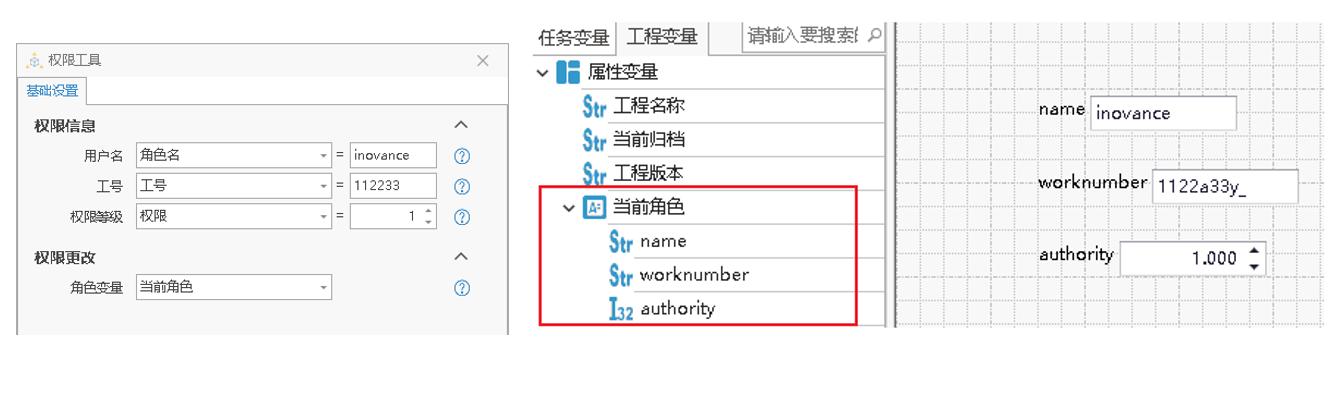 权限工具
基础设置
权限信息
用户名 角色名 = inovance
工号 工号 = 112233
权限等级 权限 = 1
权限更改
角色变量 当前角色
任务变量 工程变量 请输入要搜索的
属性变量
Str 工程名称
Str 当前归档
Str 工程版本
当前角色
Str name
Str worknumber
I32 authority
name inovance
worknumber 1122a33y_
authority 1.000